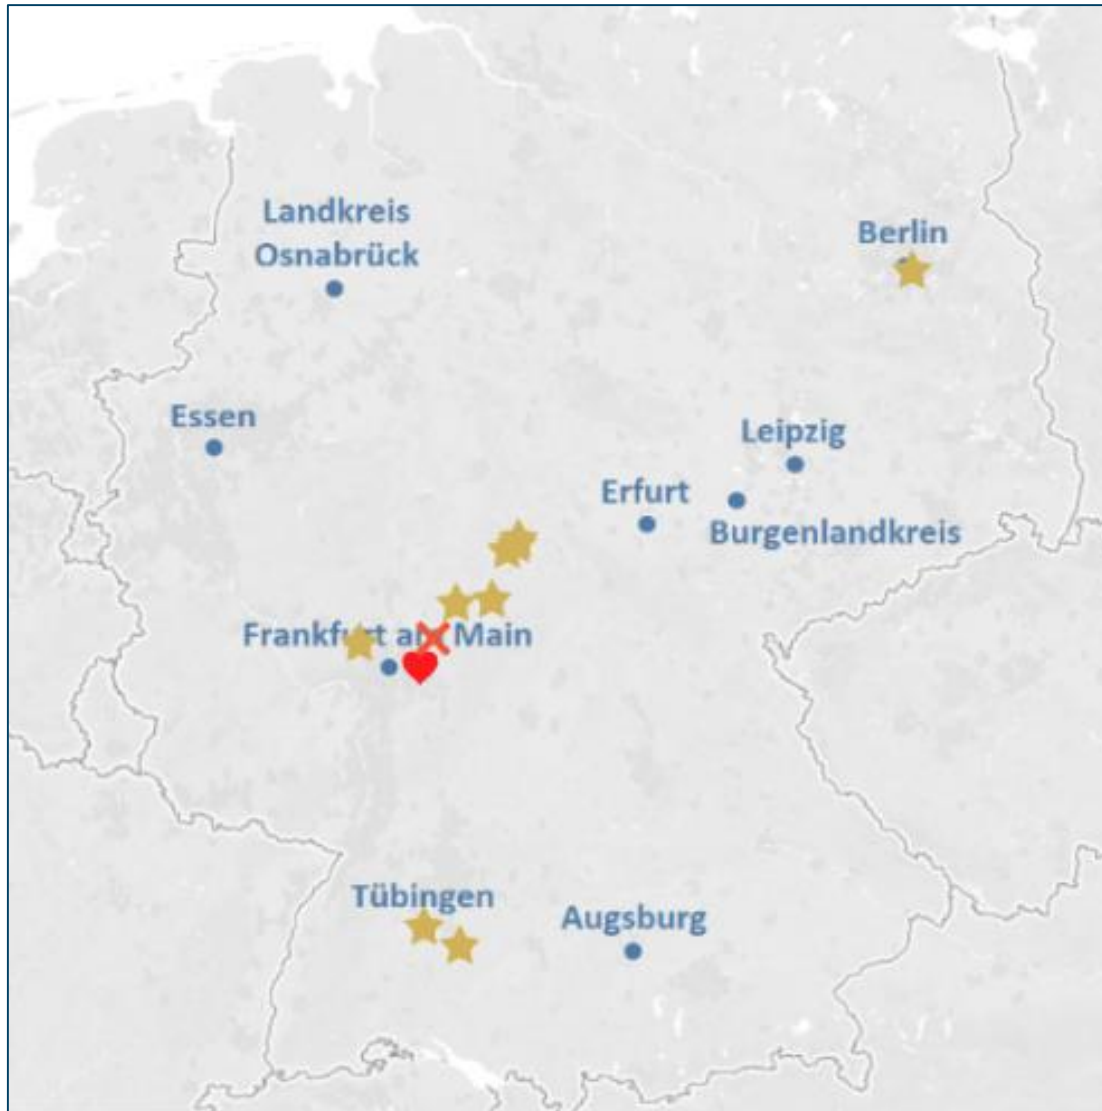 Landkreis
Osnabrück
Berlin
Essen
Leipzig
Erfurt
Burgenlandkreis
Frankfurt am Main
Tübingen
Augsburg